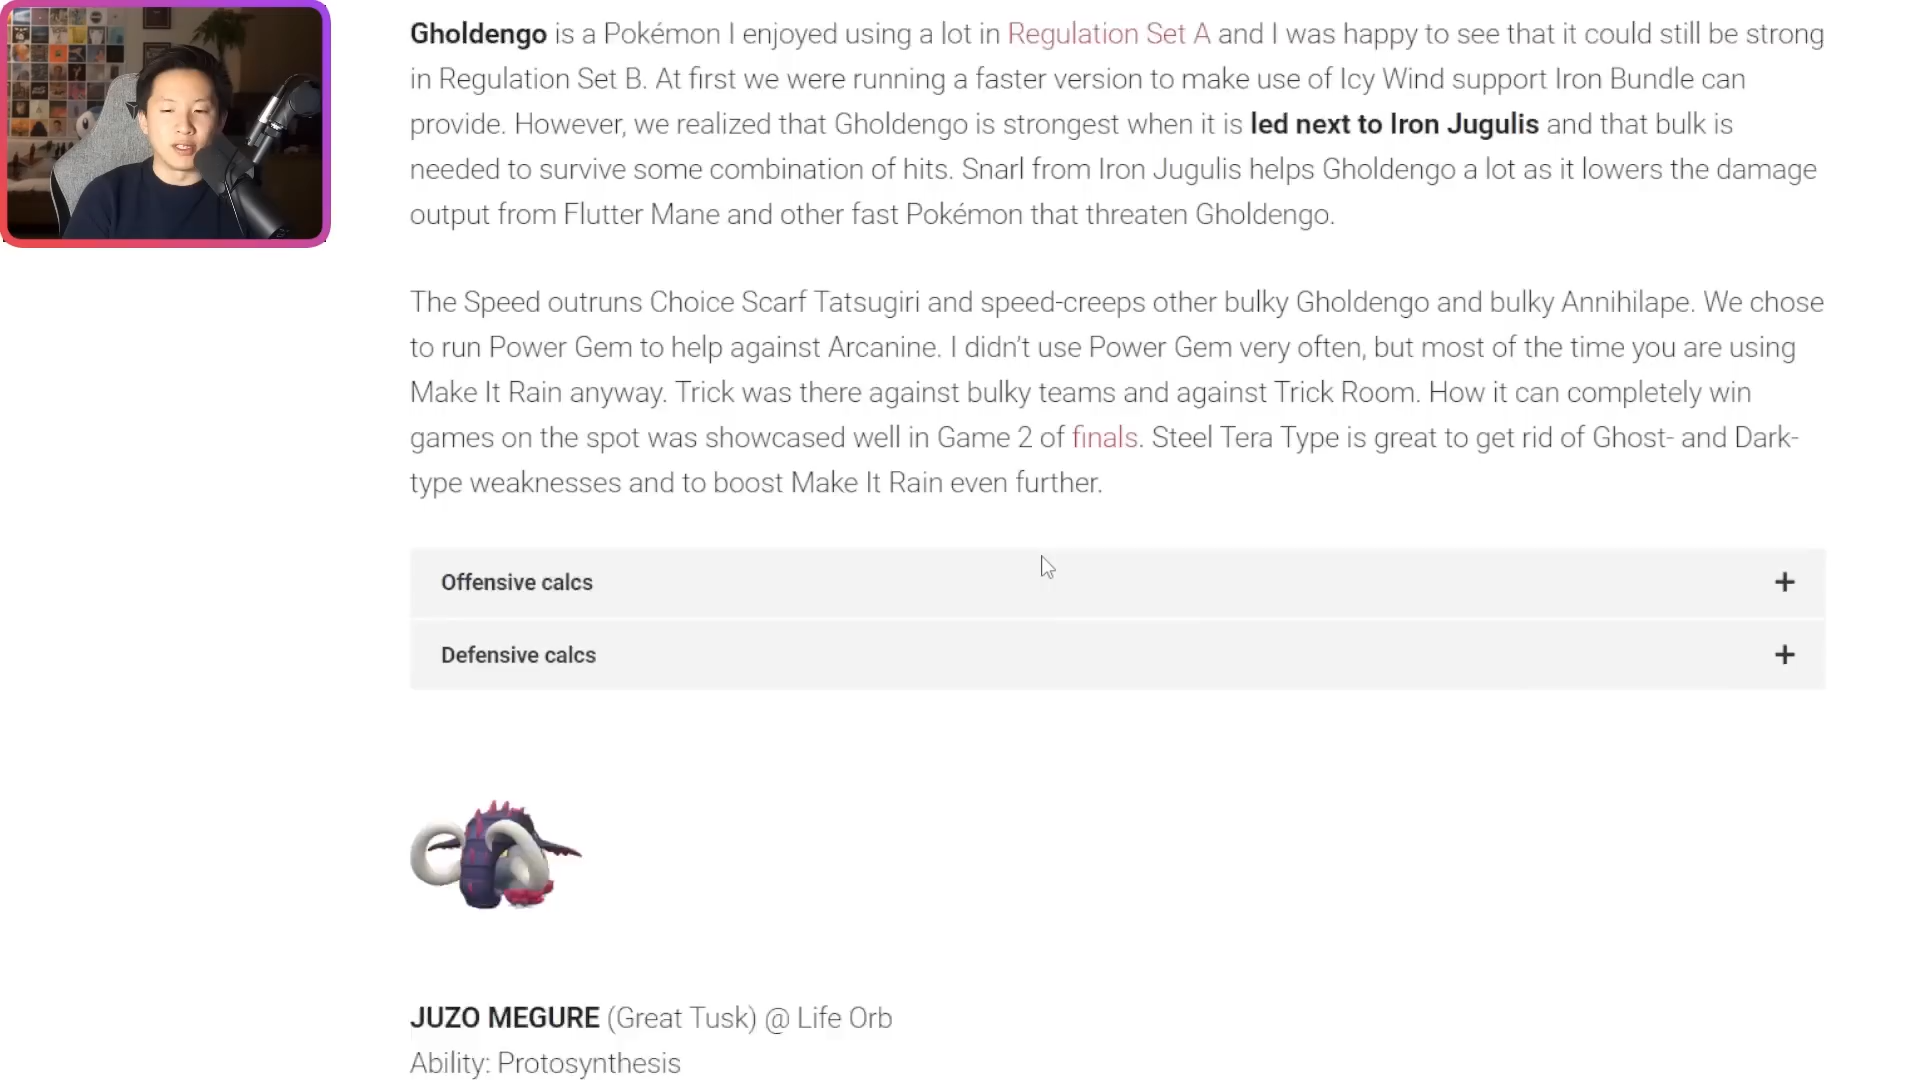 Gholdengo is a Pokémon I enjoyed using a lot in Regulation Set A and I was happy to see that it could still be strong
in Regulation Set B. At first we were running a faster version to make use of Icy Wind support Iron Bundle can
provide. However, we realized that Gholdengo is strongest when it is led next to Iron Jugulis and that bulk is
needed to survive some combination of hits. Snarl from Iron Jugulis helps Gholdengo a lot as it lowers the damage
output from Flutter Mane and other fast Pokémon that threaten Gholdengo.
The Speed outruns Choice Scarf Tatsugiri and speed-creeps other bulky Gholdengo and bulky Annihilape. We chose
to run Power Gem to help against Arcanine. I didn’t use Power Gem very often, but most of the time you are using
Make It Rain anyway. Trick was there against bulky teams and against Trick Room. How it can completely win
games on the spot was showcased well in Game 2 of finals. Steel Tera Type is great to get rid of Ghost- and Dark-
type weaknesses and to boost Make It Rain even further.
Offensive calcs +
Defensive calcs +
JUZO MEGURE (Great Tusk) @ Life Orb
Ability: Protosynthesis